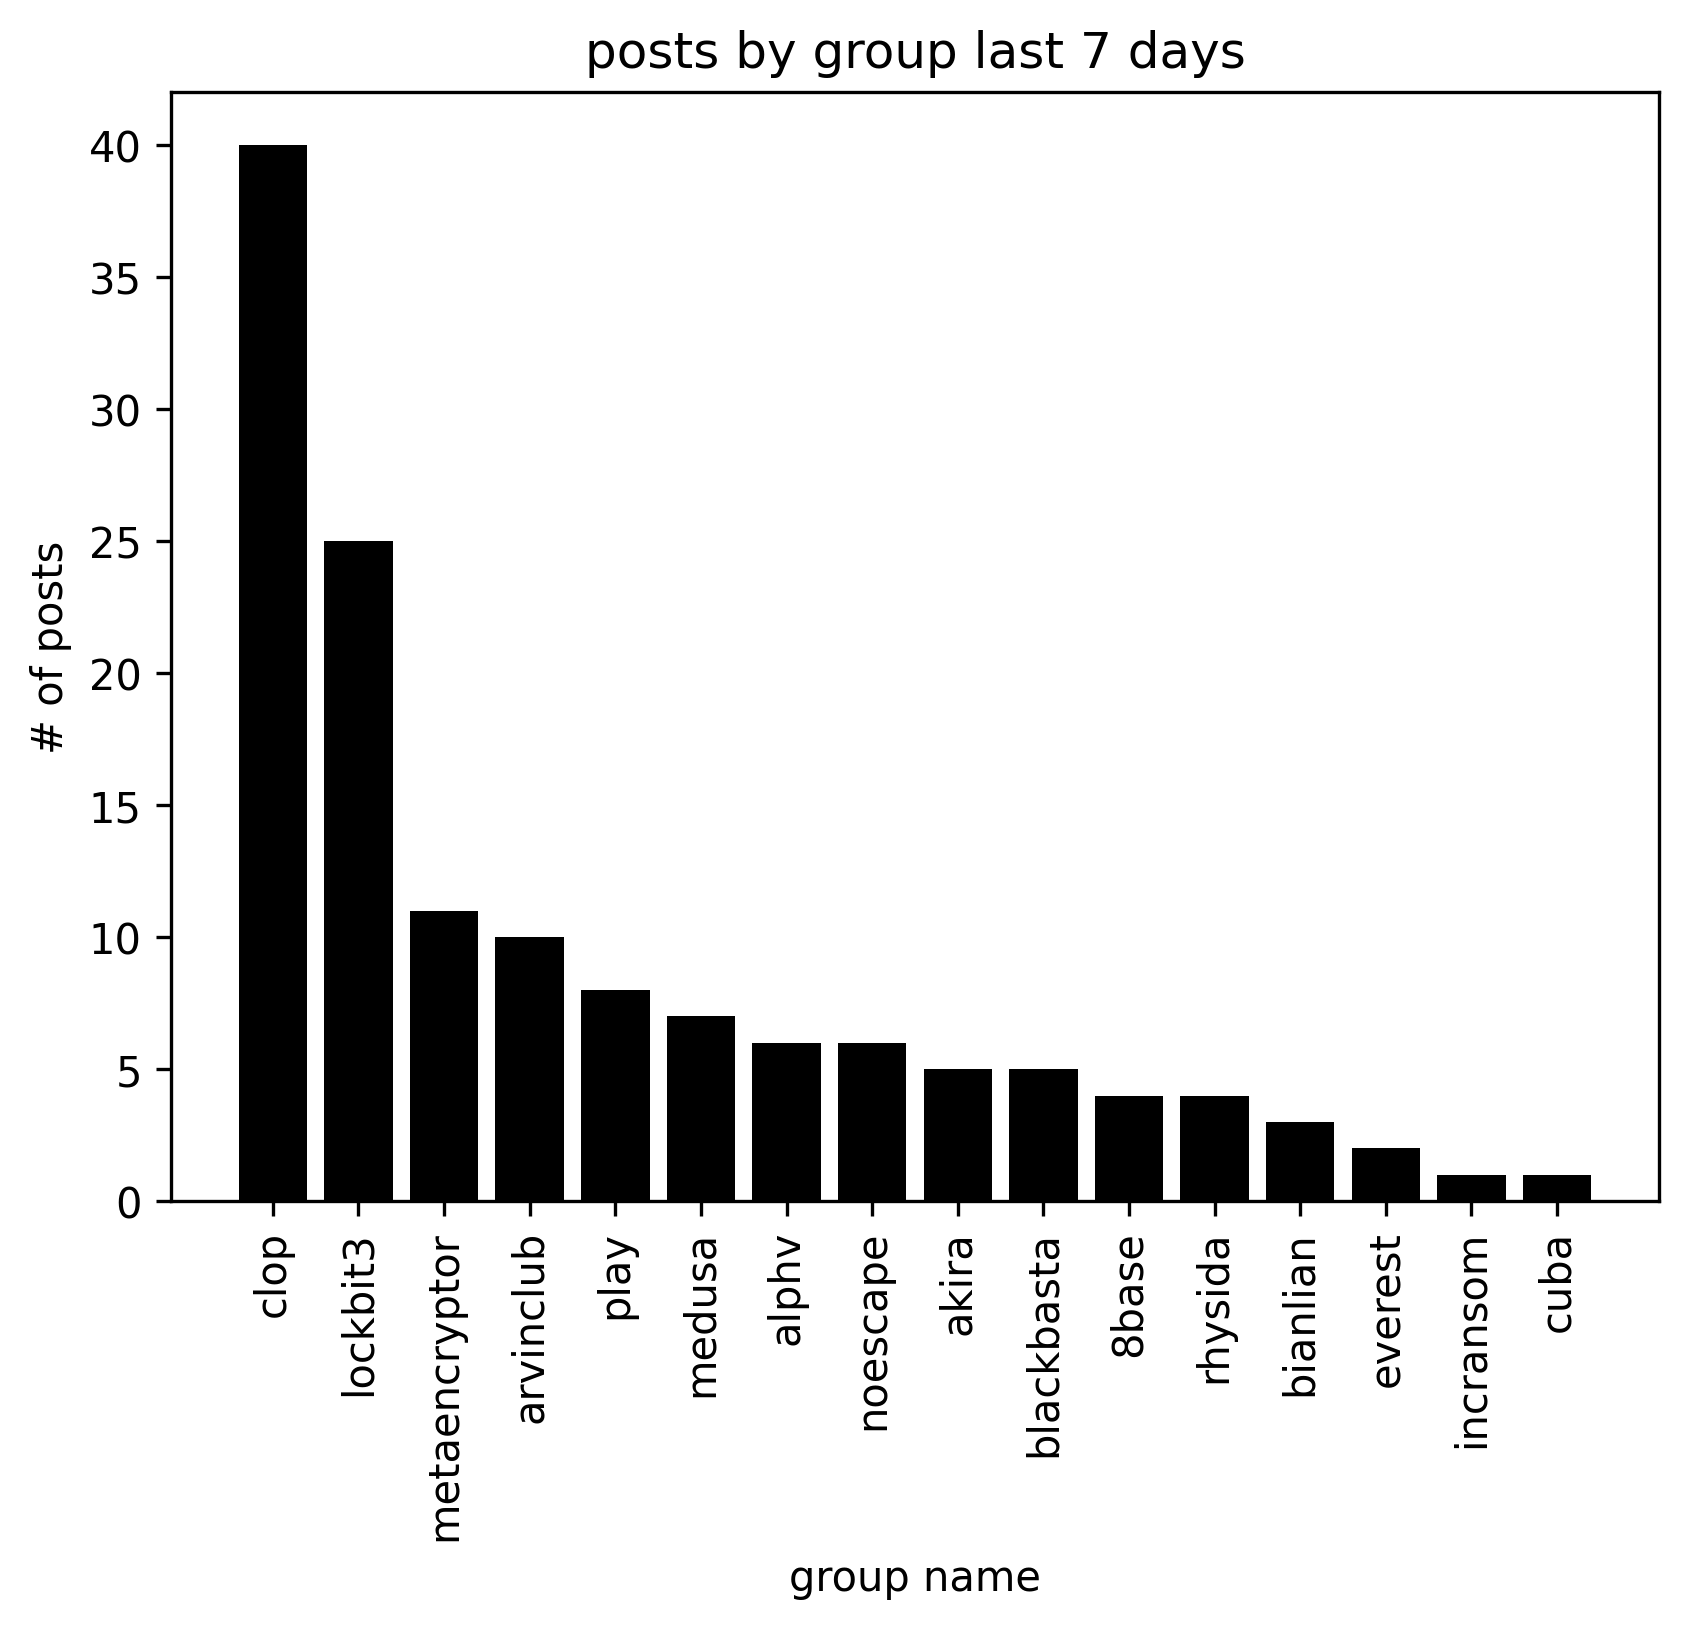 posts by group last 7 days
# of posts
40
35
30
25
20
15
10
5
0
clop
lockbit3
metaencryptor
arvinclub
play
medusa
alphv
noescape
akira
blackbasta
8base
rhysida
bianlian
everest
incransom
cuba
group name